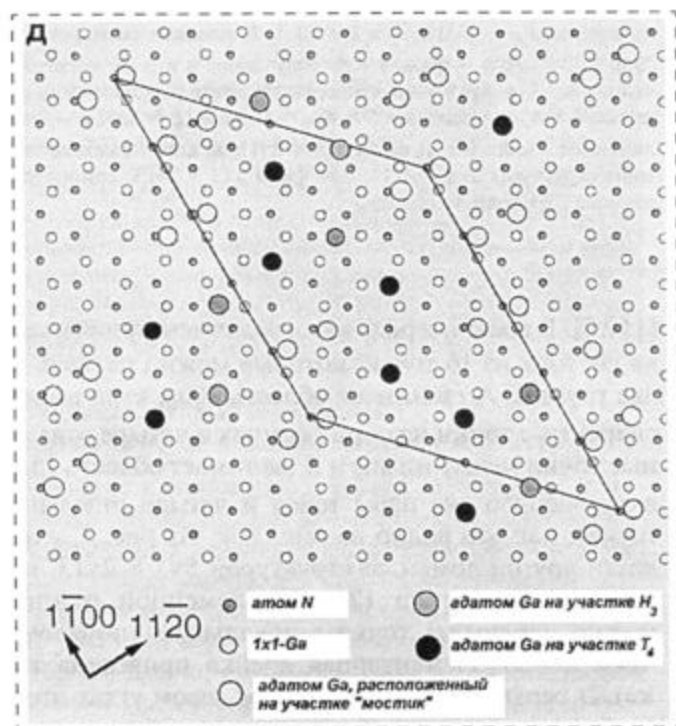 Д
атом N
адатом Ga на участке H3
1x1-Ga
адатом Ga на участке T4
адатом Ga, расположенный
на участке "мостик"
1100 1120